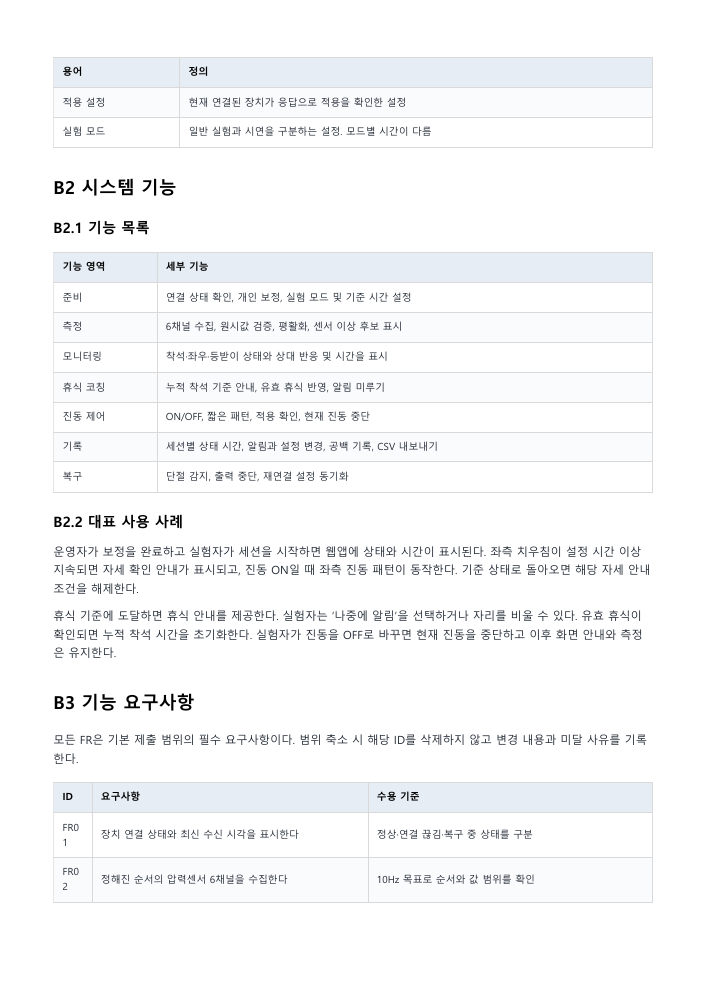 용어 정의
적용 설정 현재 연결된 장치가 응답으로 적용을 확인한 설정
실험 모드 일반 실험과 시연을 구분하는 설정. 모드별 시간이 다름
B2 시스템 기능
B2.1 기능 목록
기능 영역 세부 기능
준비 연결 상태 확인, 개인 보정, 실험 모드 및 기준 시간 설정
측정 6채널 수집, 원시값 검증, 평활화, 센서 이상 후보 표시
모니터링 착석·좌우·등받이 상태와 상대 반응 및 시간을 표시
휴식 코칭 누적 착석 기준 안내, 유효 휴식 반영, 알림 미루기
진동 제어 ON/OFF, 짧은 패턴, 적용 확인, 현재 진동 중단
기록 세션별 상태 시간, 알림과 설정 변경, 공백 기록, CSV 내보내기
복구 단절 감지, 출력 중단, 재연결 설정 동기화
B2.2 대표 사용 사례
운영자가 보정을 완료하고 실험자가 세션을 시작하면 웹앱에 상태와 시간이 표시된다. 좌측 치우침이 설정 시간 이상
지속되면 자세 확인 안내가 표시되고, 진동 ON일 때 좌측 진동 패턴이 동작한다. 기준 상태로 돌아오면 해당 자세 안내
조건을 해제한다.
휴식 기준에 도달하면 휴식 안내를 제공한다. 실험자는 ‘나중에 알림’을 선택하거나 자리를 비울 수 있다. 유효 휴식이
확인되면 누적 착석 시간을 초기화한다. 실험자가 진동을 OFF로 바꾸면 현재 진동을 중단하고 이후 화면 안내와 측정
은 유지한다.
B3 기능 요구사항
모든 FR은 기본 제출 범위의 필수 요구사항이다. 범위 축소 시 해당 ID를 삭제하지 않고 변경 내용과 미달 사유를 기록
한다.
ID 요구사항 수용 기준
FR0
1 장치 연결 상태와 최신 수신 시각을 표시한다 정상·연결 끊김·복구 중 상태를 구분
FR0
2 정해진 순서의 압력센서 6채널을 수집한다 10Hz 목표로 순서와 값 범위를 확인